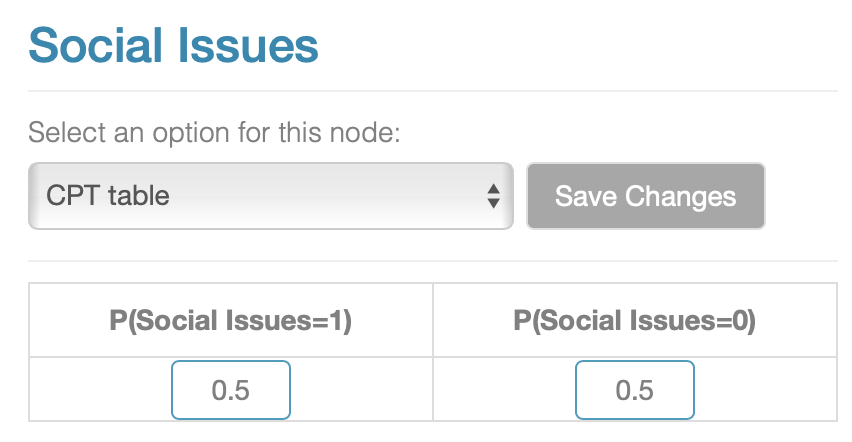 Social Issues
Select an option for this node:
CPT table Save Changes
P(Social Issues=1) P(Social Issues=0)
0.5 0.5